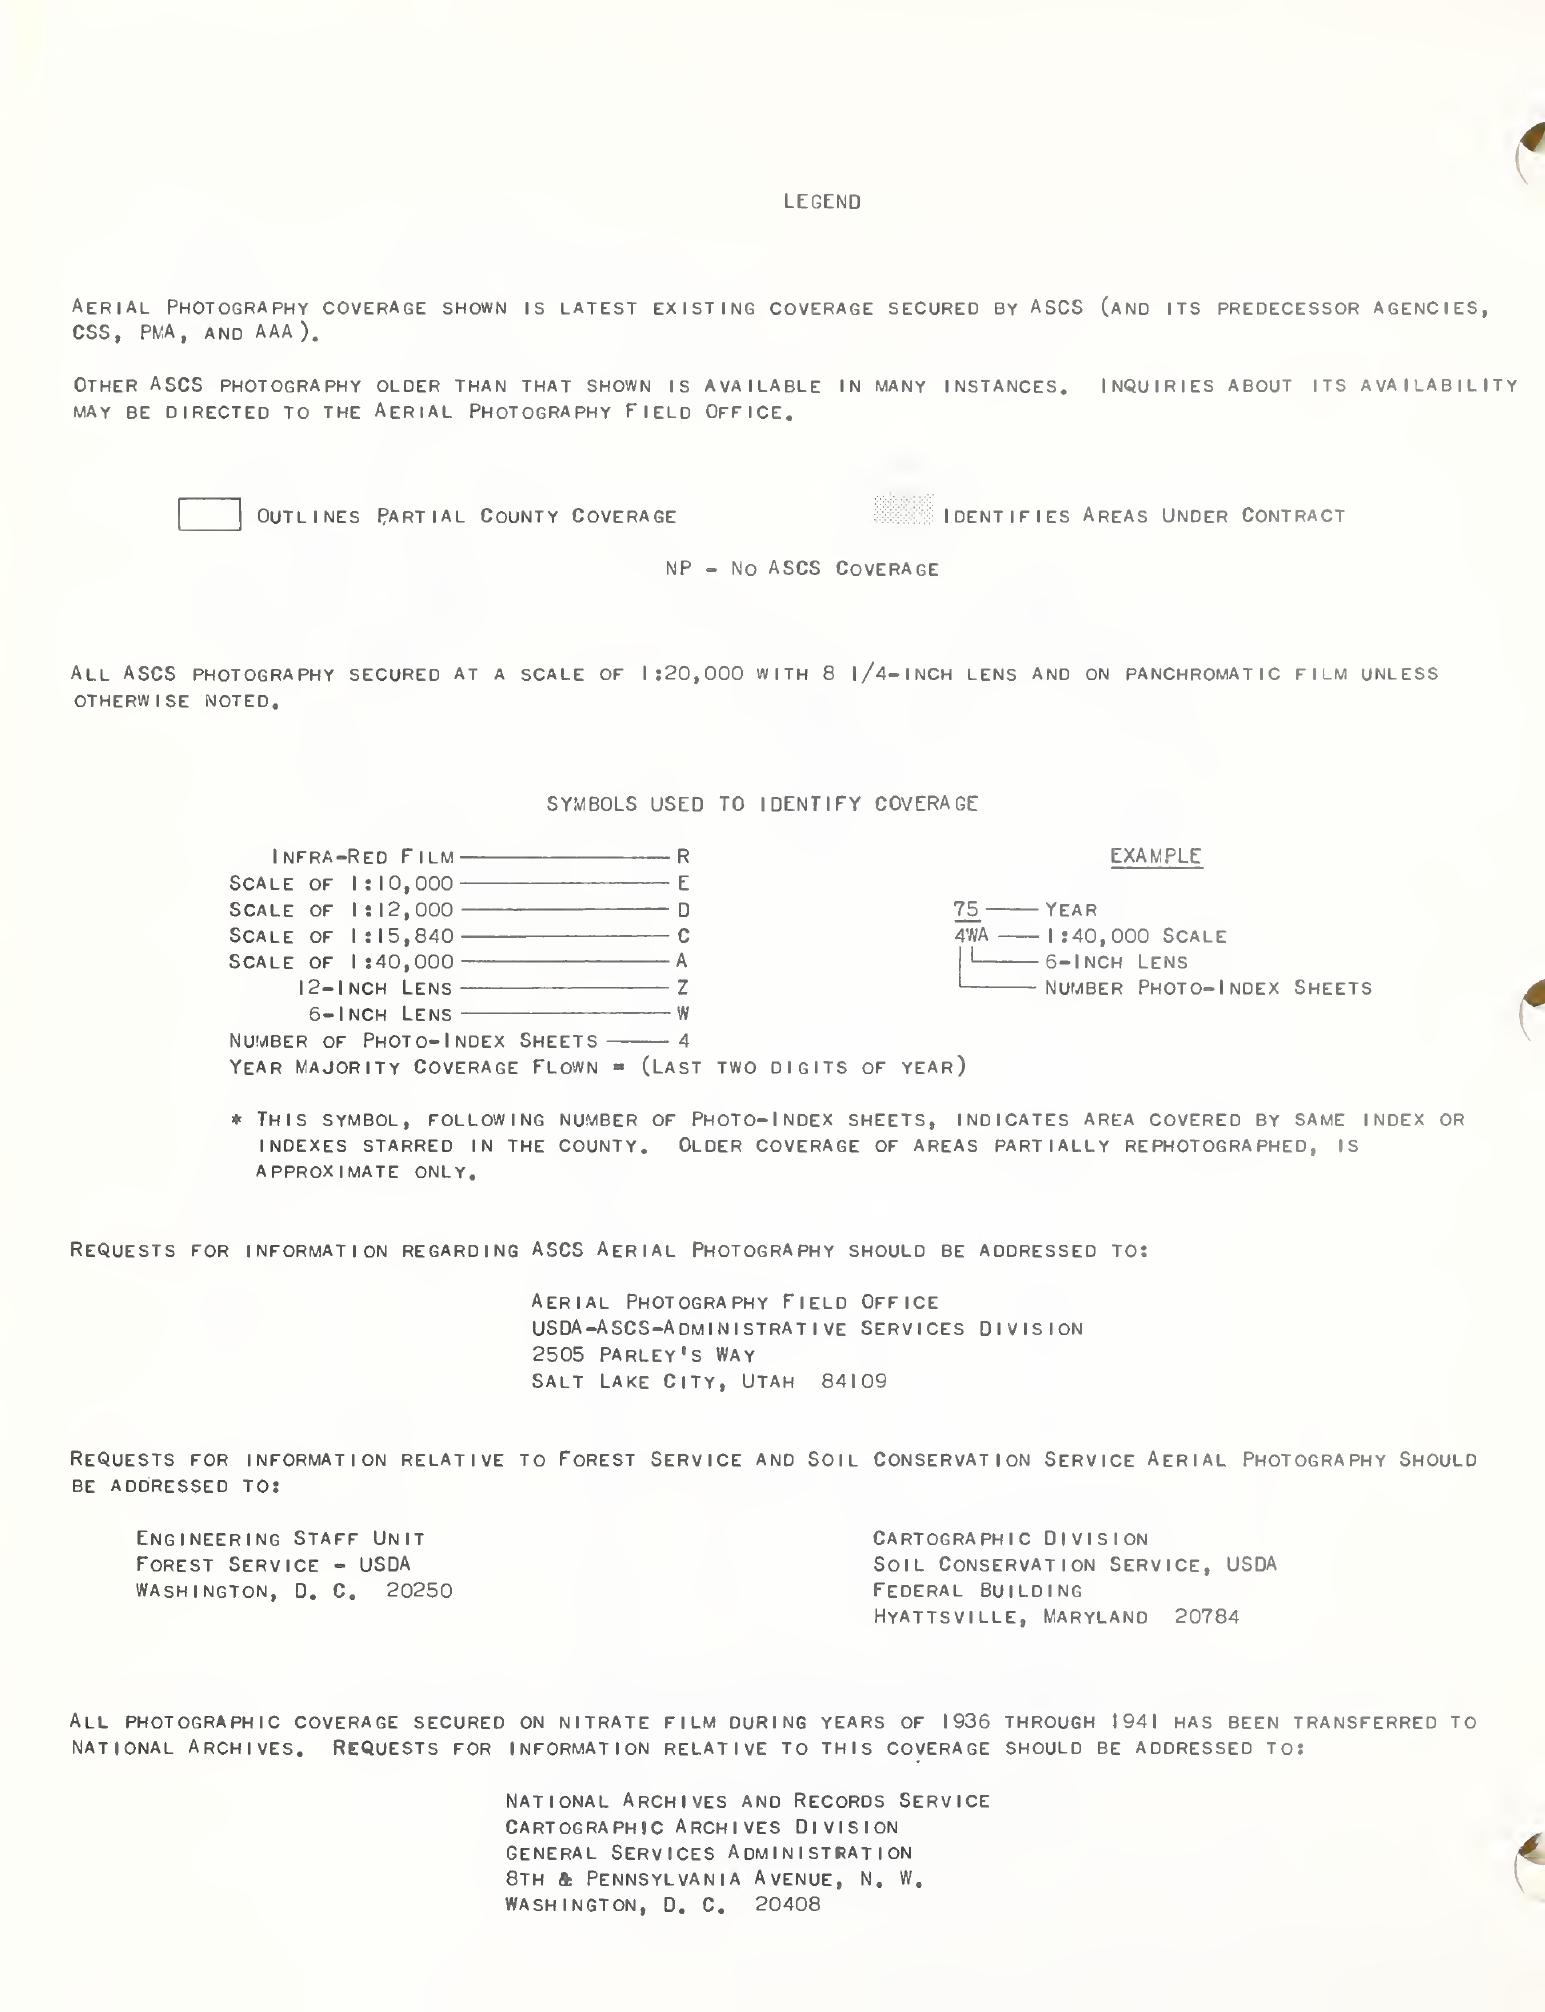 LEGEND
AERIAL PHOTOGRAPHY COVERAGE SHOWN IS LATEST EXISTING COVERAGE SECURED BY ASCS (AND ITS PREDECESSOR AGENCIES,
CSS, PMA, AND AAA).
OTHER ASCS PHOTOGRAPHY OLDER THAN THAT SHOWN IS AVAILABLE IN MANY INSTANCES. INQUIRIES ABOUT ITS AVAILABILITY
MAY BE DIRECTED TO THE AERIAL PHOTOGRAPHY FIELD OFFICE.
OUTLINES PARTIAL COUNTY COVERAGE
IDENTIFIES AREAS UNDER CONTRACT
NP - NO ASCS COVERAGE
ALL ASCS PHOTOGRAPHY SECURED AT A SCALE OF 1:20,000 WITH 8 1/4-INCH LENS AND ON PANCHROMATIC FILM UNLESS
OTHERWISE NOTED.
SYMBOLS USED TO IDENTIFY COVERAGE
INFRA-RED FILM R
SCALE OF 1:10,000 E
SCALE OF 1:12,000 D
SCALE OF 1:15,840 C
SCALE OF 1:40,000 A
12-INCH LENS Z
6-INCH LENS W
NUMBER OF PHOTO-INDEX SHEETS 4
YEAR MAJORITY COVERAGE FLOWN = (LAST TWO DIGITS OF YEAR)
EXAMPLE
75 YEAR
4WA 1:40,000 SCALE
6-INCH LENS
NUMBER PHOTO-INDEX SHEETS
* THIS SYMBOL, FOLLOWING NUMBER OF PHOTO-INDEX SHEETS, INDICATES AREA COVERED BY SAME INDEX OR
INDEXES STARRED IN THE COUNTY. OLDER COVERAGE OF AREAS PARTIALLY REPHOTOGRAPHED, IS
APPROXIMATE ONLY.
REQUESTS FOR INFORMATION REGARDING ASCS AERIAL PHOTOGRAPHY SHOULD BE ADDRESSED TO:
AERIAL PHOTOGRAPHY FIELD OFFICE
USDA-ASCS-ADMINISTRATIVE SERVICES DIVISION
2505 PARLEY'S WAY
SALT LAKE CITY, UTAH 84109
REQUESTS FOR INFORMATION RELATIVE TO FOREST SERVICE AND SOIL CONSERVATION SERVICE AERIAL PHOTOGRAPHY SHOULD
BE ADDRESSED TO:
ENGINEERING STAFF UNIT
FOREST SERVICE - USDA
WASHINGTON, D. C. 20250
CARTOGRAPHIC DIVISION
SOIL CONSERVATION SERVICE, USDA
FEDERAL BUILDING
HYATTSVILLE, MARYLAND 20784
ALL PHOTOGRAPHIC COVERAGE SECURED ON NITRATE FILM DURING YEARS OF 1936 THROUGH 1941 HAS BEEN TRANSFERRED TO
NATIONAL ARCHIVES. REQUESTS FOR INFORMATION RELATIVE TO THIS COVERAGE SHOULD BE ADDRESSED TO:
NATIONAL ARCHIVES AND RECORDS SERVICE
CARTOGRAPHIC ARCHIVES DIVISION
GENERAL SERVICES ADMINISTRATION
8TH & PENNSYLVANIA AVENUE, N. W.
WASHINGTON, D. C. 20408